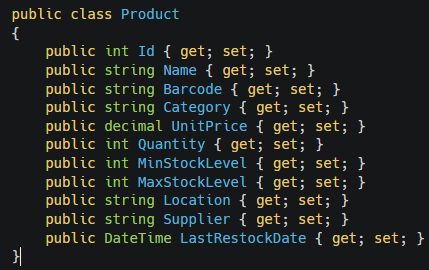 public class Product
{
    public int Id { get; set; }
    public string Name { get; set; }
    public string Barcode { get; set; }
    public string Category { get; set; }
    public decimal UnitPrice { get; set; }
    public int Quantity { get; set; }
    public int MinStockLevel { get; set; }
    public int MaxStockLevel { get; set; }
    public string Location { get; set; }
    public string Supplier { get; set; }
    public DateTime LastRestockDate { get; set; }
}